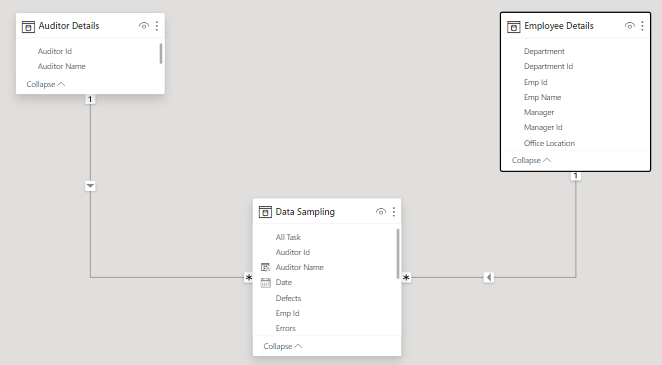 Auditor Details
Auditor Id
Auditor Name
Collapse
1
Employee Details
Department
Department Id
Emp Id
Emp Name
Manager
Manager Id
Office Location
Collapse
1
Data Sampling
All Task
Auditor Id
Auditor Name
Date
Defects
Emp Id
Errors
Collapse
*
*